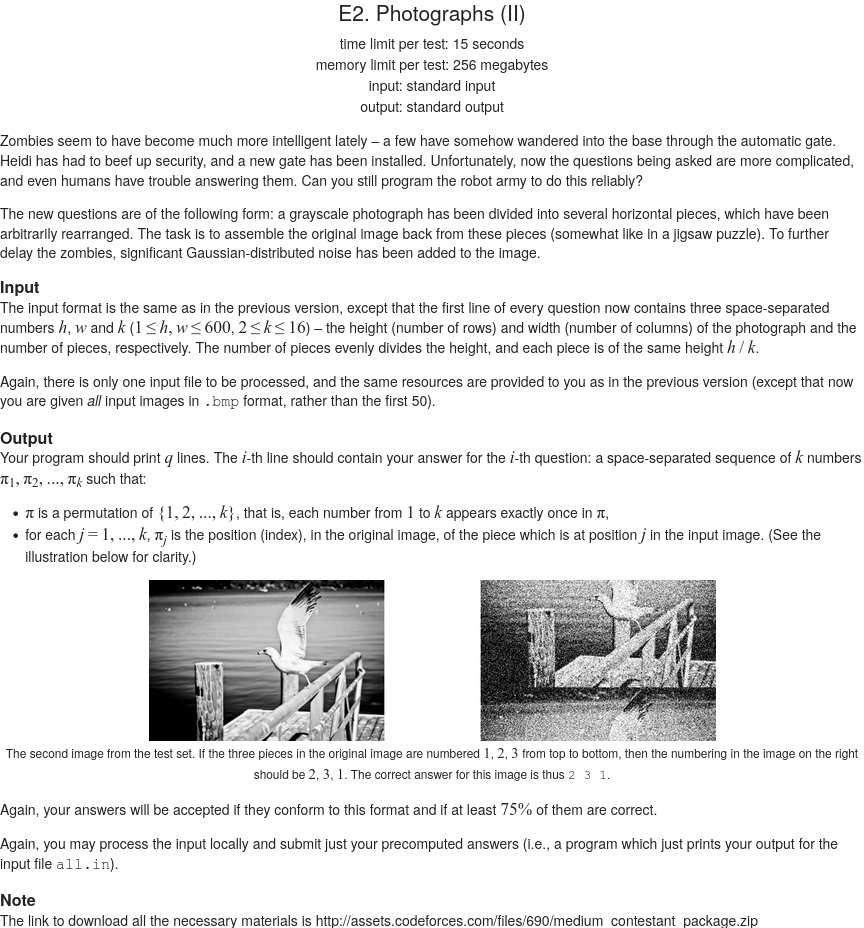 E2. Photographs (II)
time limit per test: 15 seconds
memory limit per test: 256 megabytes
input: standard input
output: standard output
Zombies seem to have become much more intelligent lately – a few have somehow wandered into the base through the automatic gate.
Heidi has had to beef up security, and a new gate has been installed. Unfortunately, now the questions being asked are more complicated,
and even humans have trouble answering them. Can you still program the robot army to do this reliably?
The new questions are of the following form: a grayscale photograph has been divided into several horizontal pieces, which have been
arbitrarily rearranged. The task is to assemble the original image back from these pieces (somewhat like in a jigsaw puzzle). To further
delay the zombies, significant Gaussian-distributed noise has been added to the image.
Input
The input format is the same as in the previous version, except that the first line of every question now contains three space-separated
numbers h, w and k (1 ≤ h, w ≤ 600, 2 ≤ k ≤ 16) – the height (number of rows) and width (number of columns) of the photograph and the
number of pieces, respectively. The number of pieces evenly divides the height, and each piece is of the same height h / k.
Again, there is only one input file to be processed, and the same resources are provided to you as in the previous version (except that now
you are given all input images in .bmp format, rather than the first 50).
Output
Your program should print q lines. The i-th line should contain your answer for the i-th question: a space-separated sequence of k numbers
π1, π2, ..., πk such that:
• π is a permutation of {1, 2, ..., k}, that is, each number from 1 to k appears exactly once in π,
• for each j = 1, ..., k, πj is the position (index), in the original image, of the piece which is at position j in the input image. (See the
illustration below for clarity.)
The second image from the test set. If the three pieces in the original image are numbered 1, 2, 3 from top to bottom, then the numbering in the image on the right
should be 2, 3, 1. The correct answer for this image is thus 2 3 1.
Again, your answers will be accepted if they conform to this format and if at least 75% of them are correct.
Again, you may process the input locally and submit just your precomputed answers (i.e., a program which just prints your output for the
input file all.in).
Note
The link to download all the necessary materials is http://assets.codeforces.com/files/690/medium_contestant_package.zip